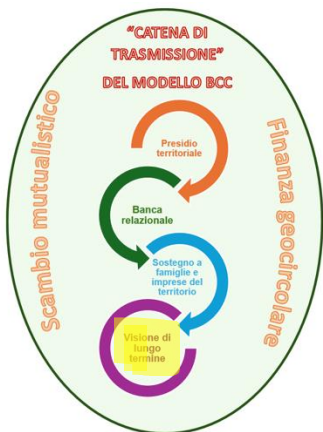 “CATENA DI
TRASMISSIONE”
DEL MODELLO BCC
Scambio mutualistico
Finanza geocircolare
Presidio
territoriale
Banca
relazionale
Sostegno a
famiglie e
imprese del
territorio
Visione di
lungo
termine